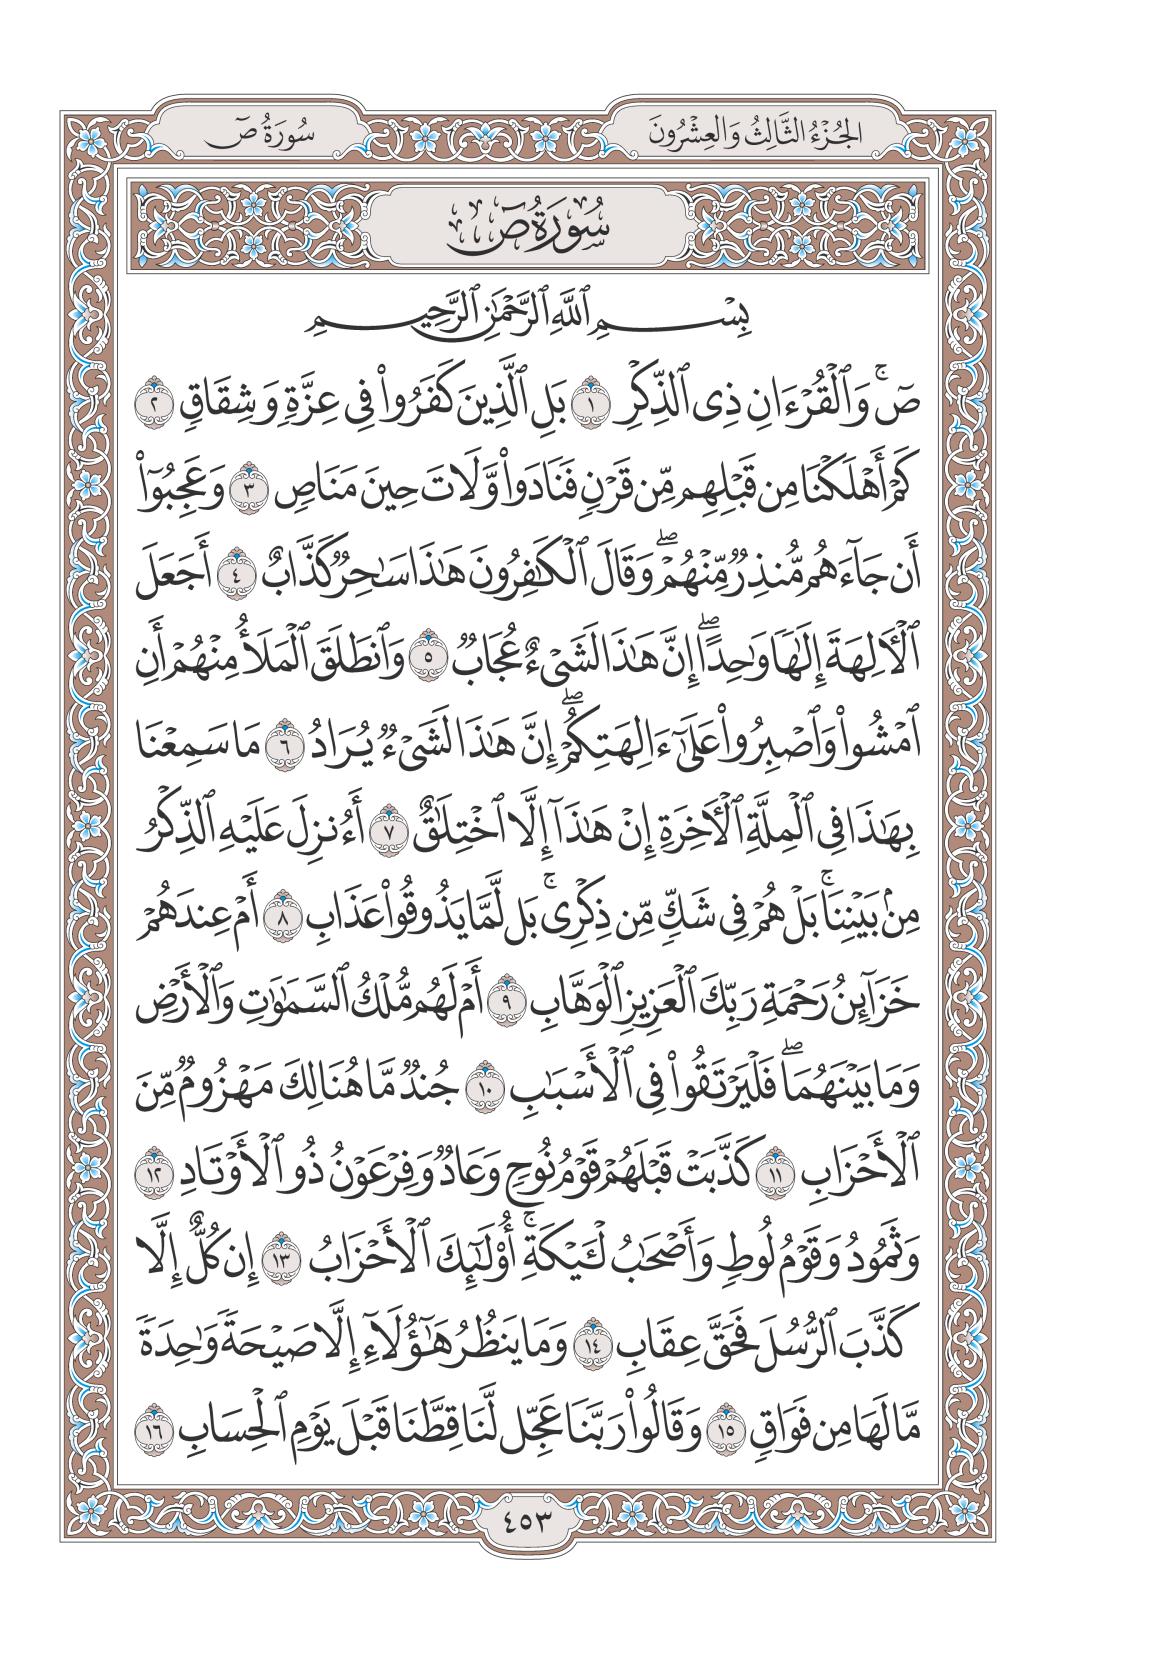 الجُزْءُ الثَّالِثُ وَالعِشْرُونَ
سُورَةُ صٓ
سُورَةُ صٓ
بِسْمِ ٱللَّهِ ٱلرَّحْمَٰنِ ٱلرَّحِيمِ
صٓۚ وَٱلْقُرْءَانِ ذِى ٱلذِّكْرِ ١ بَلِ ٱلَّذِينَ كَفَرُوا۟ فِى عِزَّةٍ وَشِقَاقٍ ٢
كَمْ أَهْلَكْنَا مِن قَبْلِهِم مِّن قَرْنٍ فَنَادَوا۟ وَّلَاتَ حِينَ مَنَاصٍ ٣ وَعَجِبُوٓا۟
أَن جَآءَهُم مُّنذِرٌ مِّنْهُمْۖ وَقَالَ ٱلْكَٰفِرُونَ هَٰذَا سَٰحِرٌ كَذَّابٌ ٤ أَجَعَلَ
ٱلْءَالِهَةَ إِلَٰهًا وَٰحِدًاۖ إِنَّ هَٰذَا لَشَىْءٌ عُجَابٌ ٥ وَٱنطَلَقَ ٱلْمَلَأُ مِنْهُمْ أَنِ
ٱمْشُوا۟ وَٱصْبِرُوا۟ عَلَىٰٓ ءَالِهَتِكُمْۖ إِنَّ هَٰذَا لَشَىْءٌ يُرَادُ ٦ مَا سَمِعْنَا
بِهَٰذَا فِى ٱلْمِلَّةِ ٱلْءَاخِرَةِ إِنْ هَٰذَآ إِلَّا ٱخْتِلَٰقٌ ٧ أَءُنزِلَ عَلَيْهِ ٱلذِّكْرُ
مِنۢ بَيْنِنَاۚ بَلْ هُمْ فِى شَكٍّ مِّن ذِكْرِىۚ بَل لَّمَّا يَذُوقُوا۟ عَذَابِ ٨ أَمْ عِندَهُمْ
خَزَآئِنُ رَحْمَةِ رَبِّكَ ٱلْعَزِيزِ ٱلْوَهَّابِ ٩ أَمْ لَهُم مُّلْكُ ٱلسَّمَٰوَٰتِ وَٱلْأَرْضِ
وَمَا بَيْنَهُمَاۖ فَلْيَرْتَقُوا۟ فِى ٱلْأَسْبَٰبِ ١٠ جُندٌ مَّا هُنَالِكَ مَهْزُومٌ مِّنَ
ٱلْأَحْزَابِ ١١ كَذَّبَتْ قَبْلَهُمْ قَوْمُ نُوحٍ وَعَادٌ وَفِرْعَوْنُ ذُو ٱلْأَوْتَادِ ١٢
وَثَمُودُ وَقَوْمُ لُوطٍ وَأَصْحَٰبُ لْـَٔيْكَةِۚ أُو۟لَٰٓئِكَ ٱلْأَحْزَابُ ١٣ إِن كُلٌّ إِلَّا
كَذَّبَ ٱلرُّسُلَ فَحَقَّ عِقَابِ ١٤ وَمَا يَنظُرُ هَٰٓؤُلَآءِ إِلَّا صَيْحَةً وَٰحِدَةً
مَّا لَهَا مِن فَوَاقٍ ١٥ وَقَالُوا۟ رَبَّنَا عَجِّل لَّنَا قِطَّنَا قَبْلَ يَوْمِ ٱلْحِسَابِ ١٦
٤٥٣